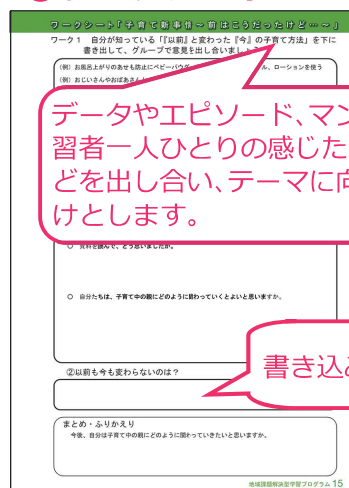 ワークシート「子育て新事情～前はこうだったけど…～」
ワーク1 自分が知っている「『以前』と変わった『今』の子育て方法」を下に
書き出して、グループで意見を出し合いましょう
（例）お風呂上がりのあせも防止にベビーパウダー
ル、ローションを使う
（例）おじいさんやおばあさんが
データやエピソード、マン
習者一人ひとりの感じた
どを出し合い、テーマに向
けとします。
○ 資料を読んで、どう思いましたか。
○ 自分たちは、子育て中の親にどのように関わっていくとよいと思いますか。
書き込
②以前も今も変わらないのは？
まとめ・ふりかえり
今後、自分は子育て中の親にどのように関わっていきたいと思いますか。
地域課題解決型学習プログラム 15